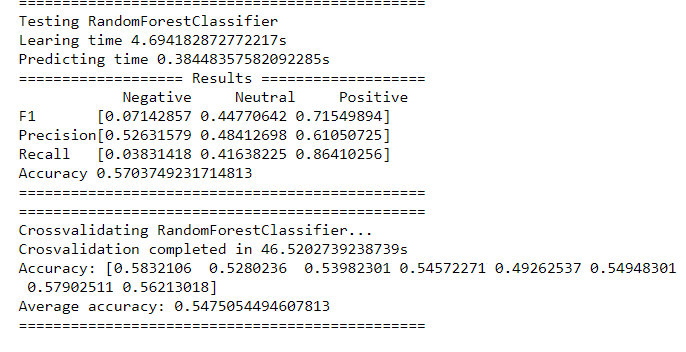 ==============================================
Testing RandomForestClassifier
Learing time 4.694182872772217s
Predicting time 0.38448357582092285s
================== Results ==================
Negative Neutral Positive
F1 [0.07142857 0.44770642 0.71549894]
Precision[0.52631579 0.48412698 0.61050725]
Recall [0.03831418 0.41638225 0.86410256]
Accuracy 0.5703749231714813
==============================================
==============================================
Crossvalidating RandomForestClassifier...
Crosvalidation completed in 46.5202739238739s
Accuracy: [0.5832106 0.5280236 0.53982301 0.54572271 0.49262537 0.54948301
0.57902511 0.56213018]
Average accuracy: 0.5475054494607813
==============================================